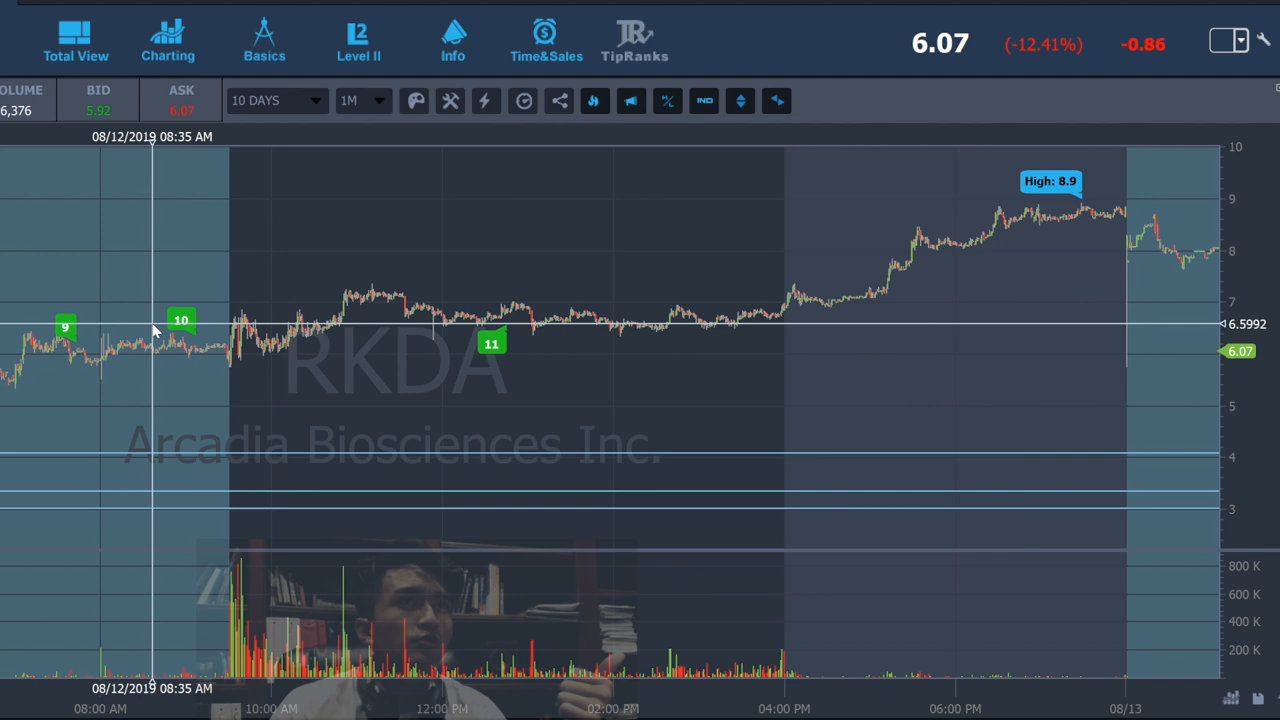 Total View
Charting
Basics
L2
Level II
Info
Time&Sales
TipRanks
6.07
(-12.41%)
-0.86
OLUME
6,376
BID
5.92
ASK
6.07
10 DAYS
1M
H/L
IND
08/12/2019 08:35 AM
High: 8.9
9
10
11
RKDA
Arcadia Biosciences Inc.
10
9
8
7
6.5992
6.07
5
4
3
800 K
600 K
400 K
200 K
08/12/2019 08:35 AM
08:00 AM
10:00 AM
12:00 PM
02:00 PM
04:00 PM
06:00 PM
08/13